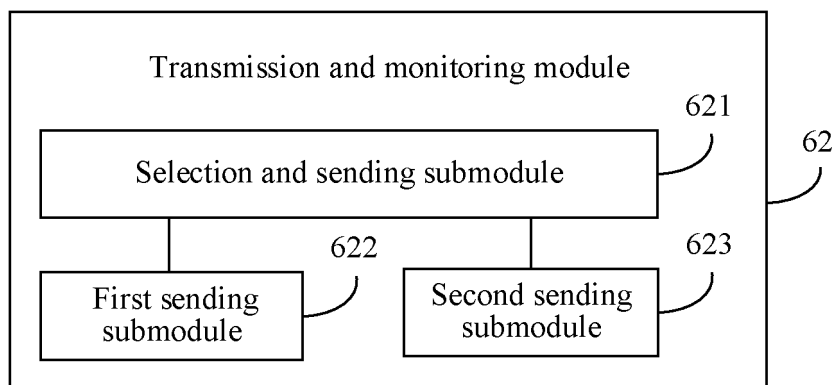 Transmission and monitoring module
621
62
Selection and sending submodule
622
623
First sending
submodule
Second sending
submodule